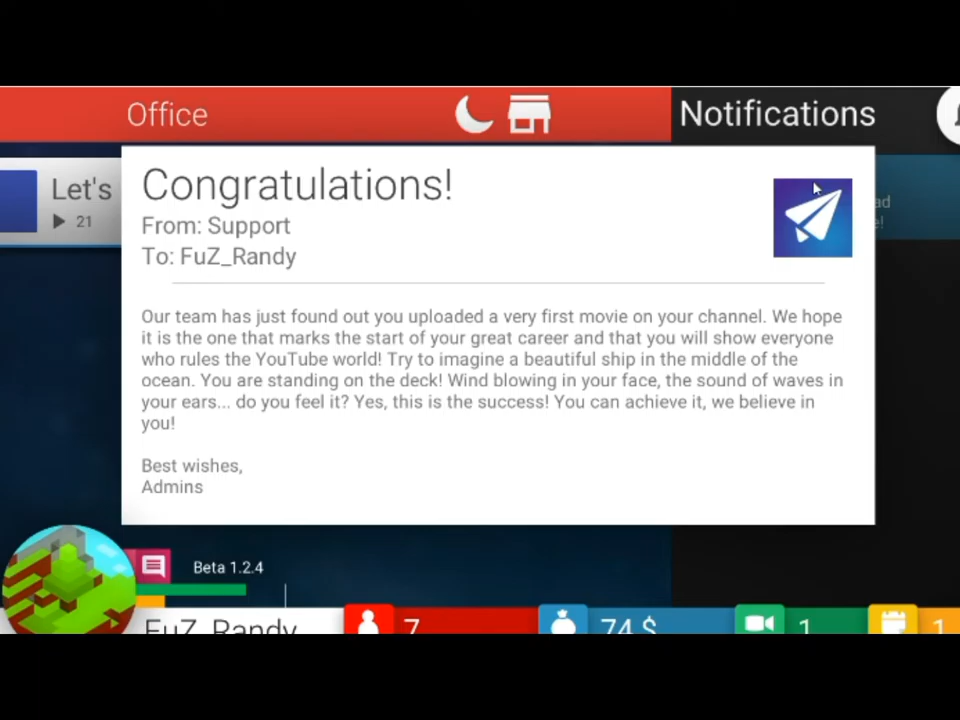 Office
Notifications
Let's
21
Congratulations!
From: Support
To: FuZ_Randy
ad
e!
Our team has just found out you uploaded a very first movie on your channel. We hope
it is the one that marks the start of your great career and that you will show everyone
who rules the YouTube world! Try to imagine a beautiful ship in the middle of the
ocean. You are standing on the deck! Wind blowing in your face, the sound of waves in
your ears... do you feel it? Yes, this is the success! You can achieve it, we believe in
you!
Best wishes,
Admins
Beta 1.2.4
FuZ_Randy
7
74 $
1
1